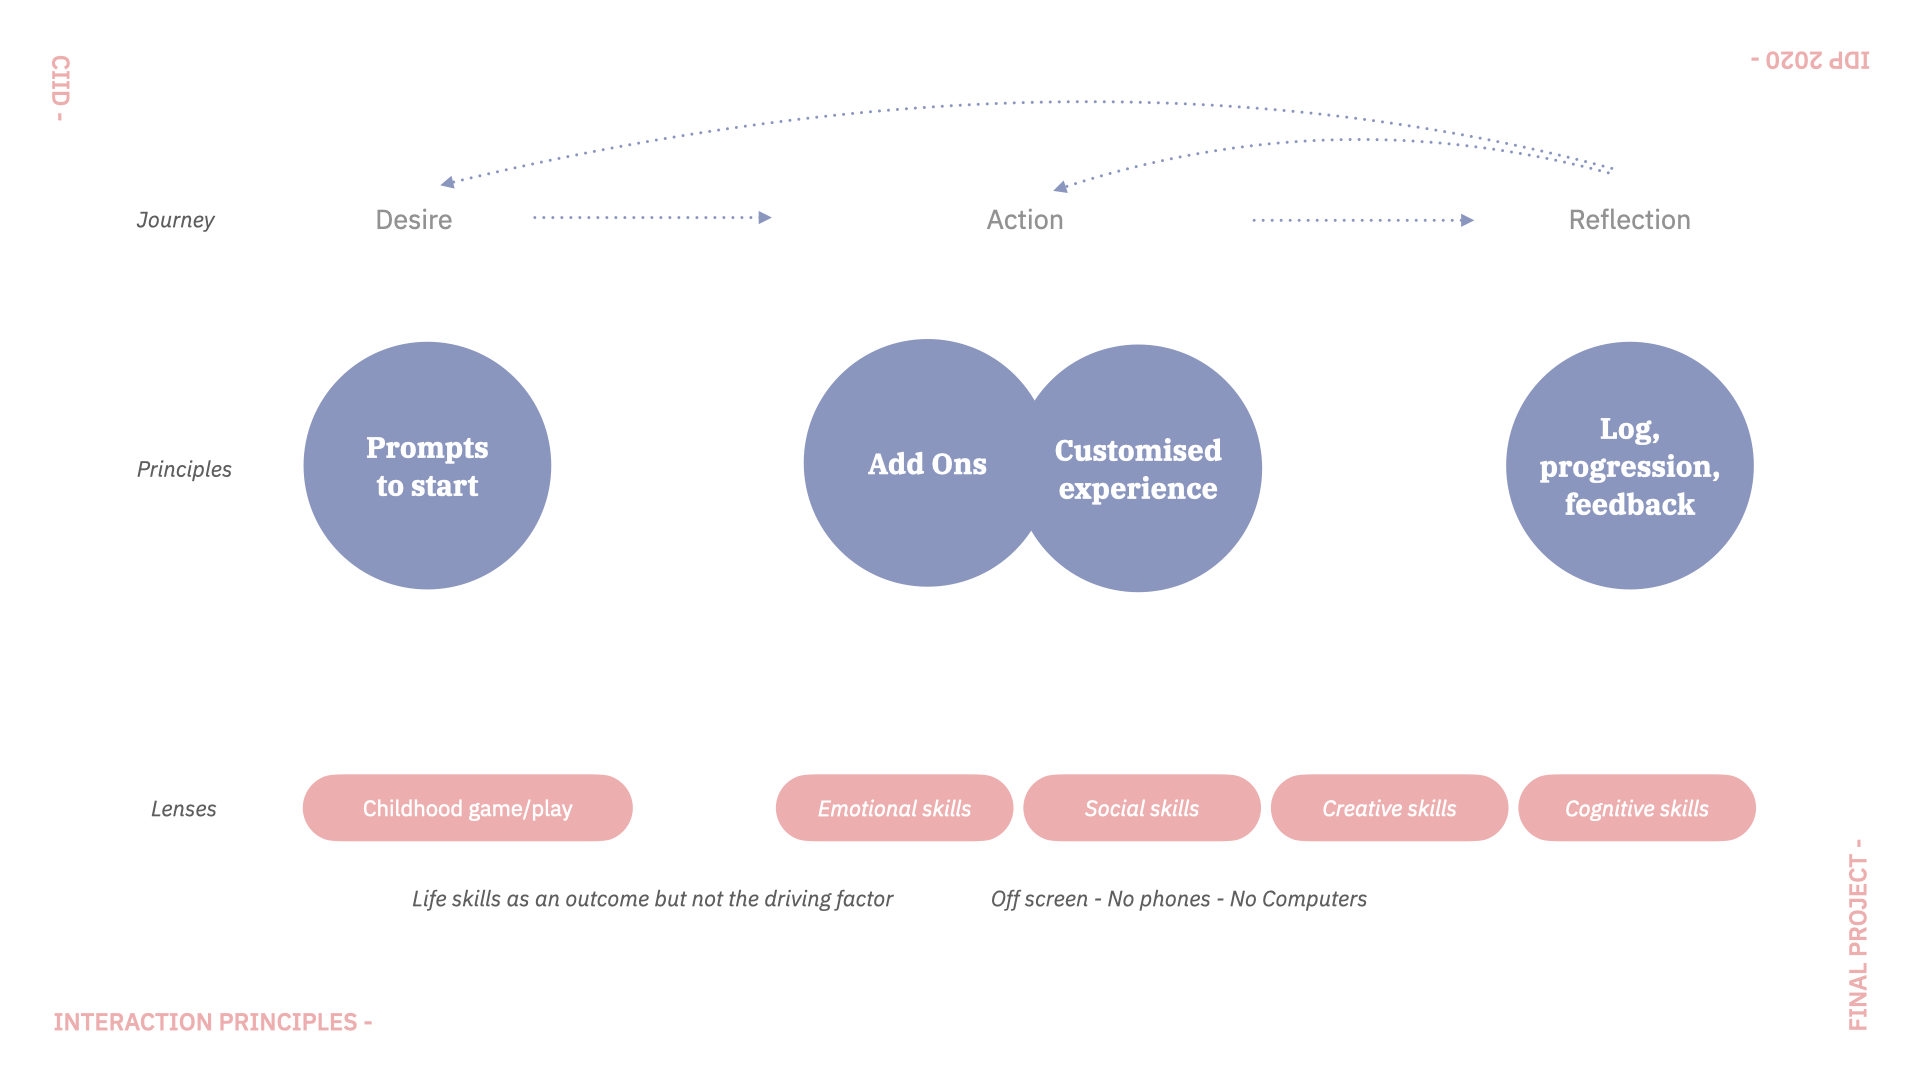 CIID -
IDP 2020 -
Journey
Desire
Action
Reflection
Principles
Prompts
to start
Add Ons
Customised
experience
Log,
progression,
feedback
Lenses
Childhood game/play
Emotional skills
Social skills
Creative skills
Cognitive skills
Life skills as an outcome but not the driving factor
Off screen - No phones - No Computers
INTERACTION PRINCIPLES -
FINAL PROJECT -